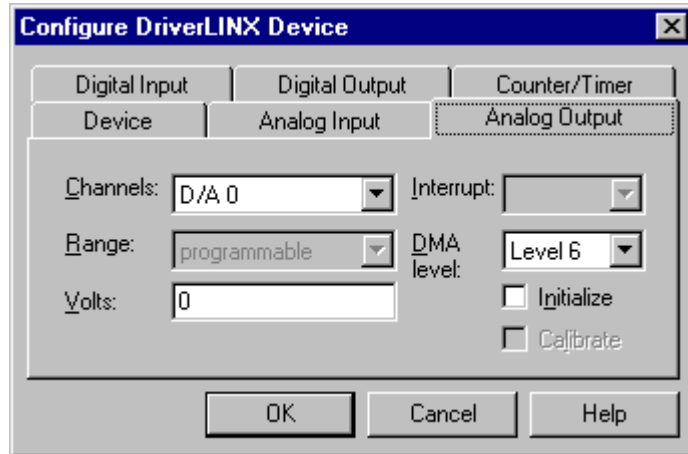 Configure DriverLINX Device
Digital Input Digital Output Counter/Timer
Device Analog Input Analog Output
Channels: D/A 0 Interrupt:
Range: programmable DMA level: Level 6
Volts: 0 Initialize
Calibrate
OK Cancel Help